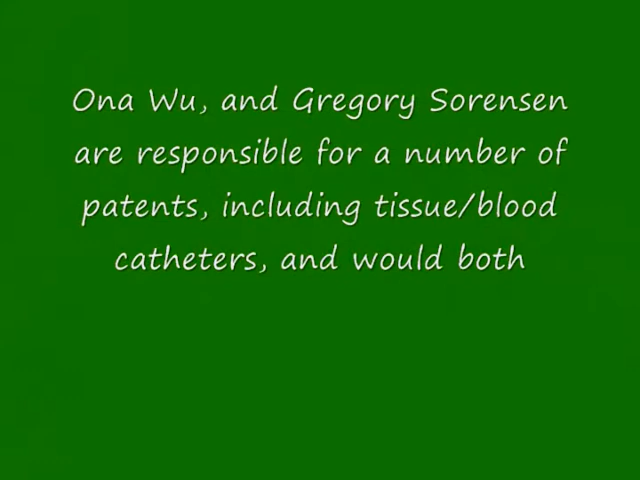 Ona Wu, and Gregory Sorensen
are responsible for a number of
patents, including tissue/blood
catheters, and would both